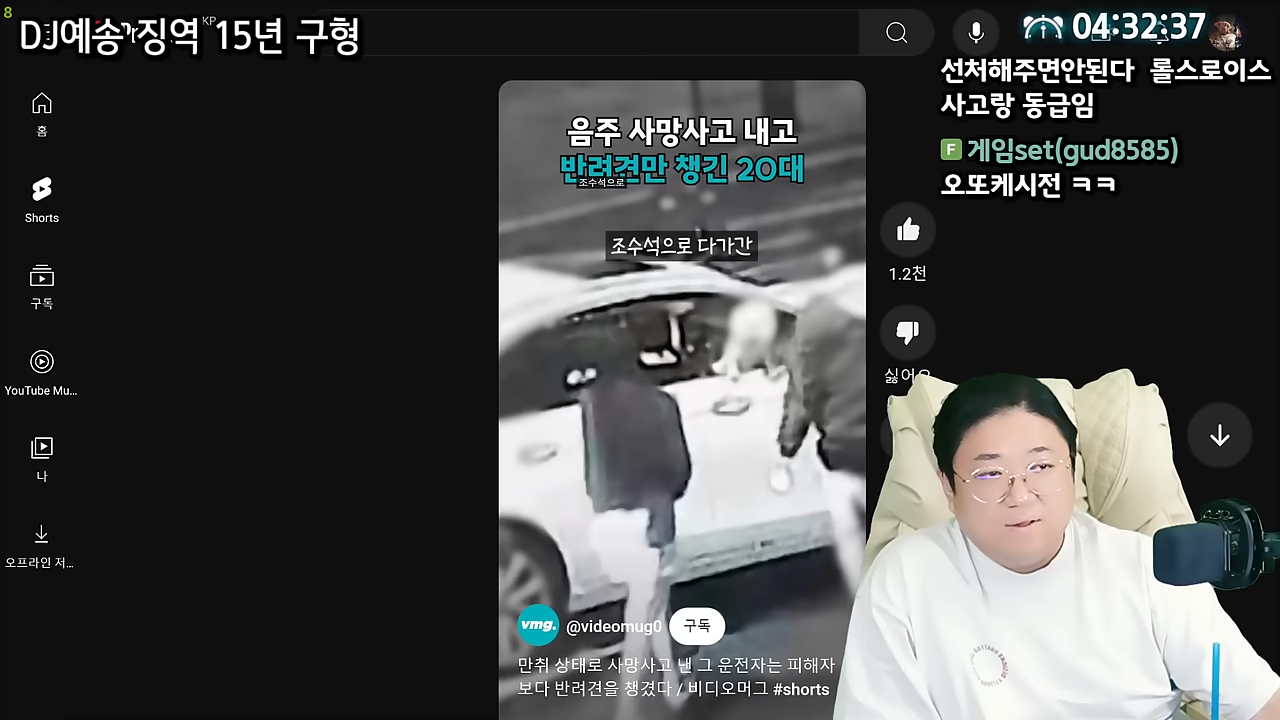 8
DJ예송 징역 15년 구형
KP
04:32:37
선처해주면안된다 롤스로이스
사고랑 동급임
F 게임set(gud8585)
오또케시전 ㅋㅋ
홈
Shorts
구독
YouTube Mu...
나
오프라인 저...
음주 사망사고 내고
반려견만 챙긴 20대
조수석으로
조수석으로 다가간
1.2천
싫어요
vmg. @videomug0 구독
만취 상태로 사망사고 낸 그 운전자는 피해자
보다 반려견을 챙겼다 / 비디오머그 #shorts